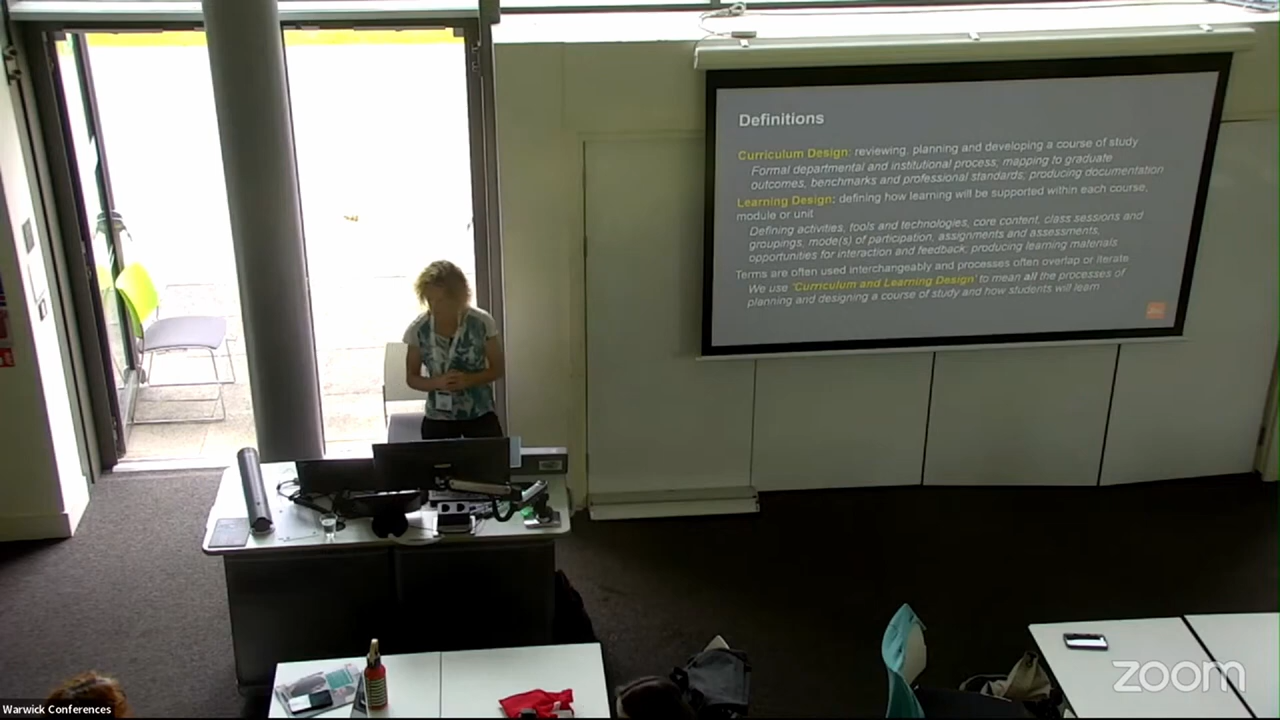 Definitions
Curriculum Design: reviewing, planning and developing a course of study
Formal departmental and institutional process; mapping to graduate
outcomes, benchmarks and professional standards; producing documentation
Learning Design: defining how learning will be supported within each course,
module or unit
Defining activities, tools and technologies, core content, class sessions and
groupings, mode(s) of participation, assignments and assessments,
opportunities for interaction and feedback; producing learning materials
Terms are often used interchangeably and processes often overlap or iterate
We use 'Curriculum and Learning Design' to mean all the processes of
planning and designing a course of study and how students will learn
zoom
Warwick Conferences